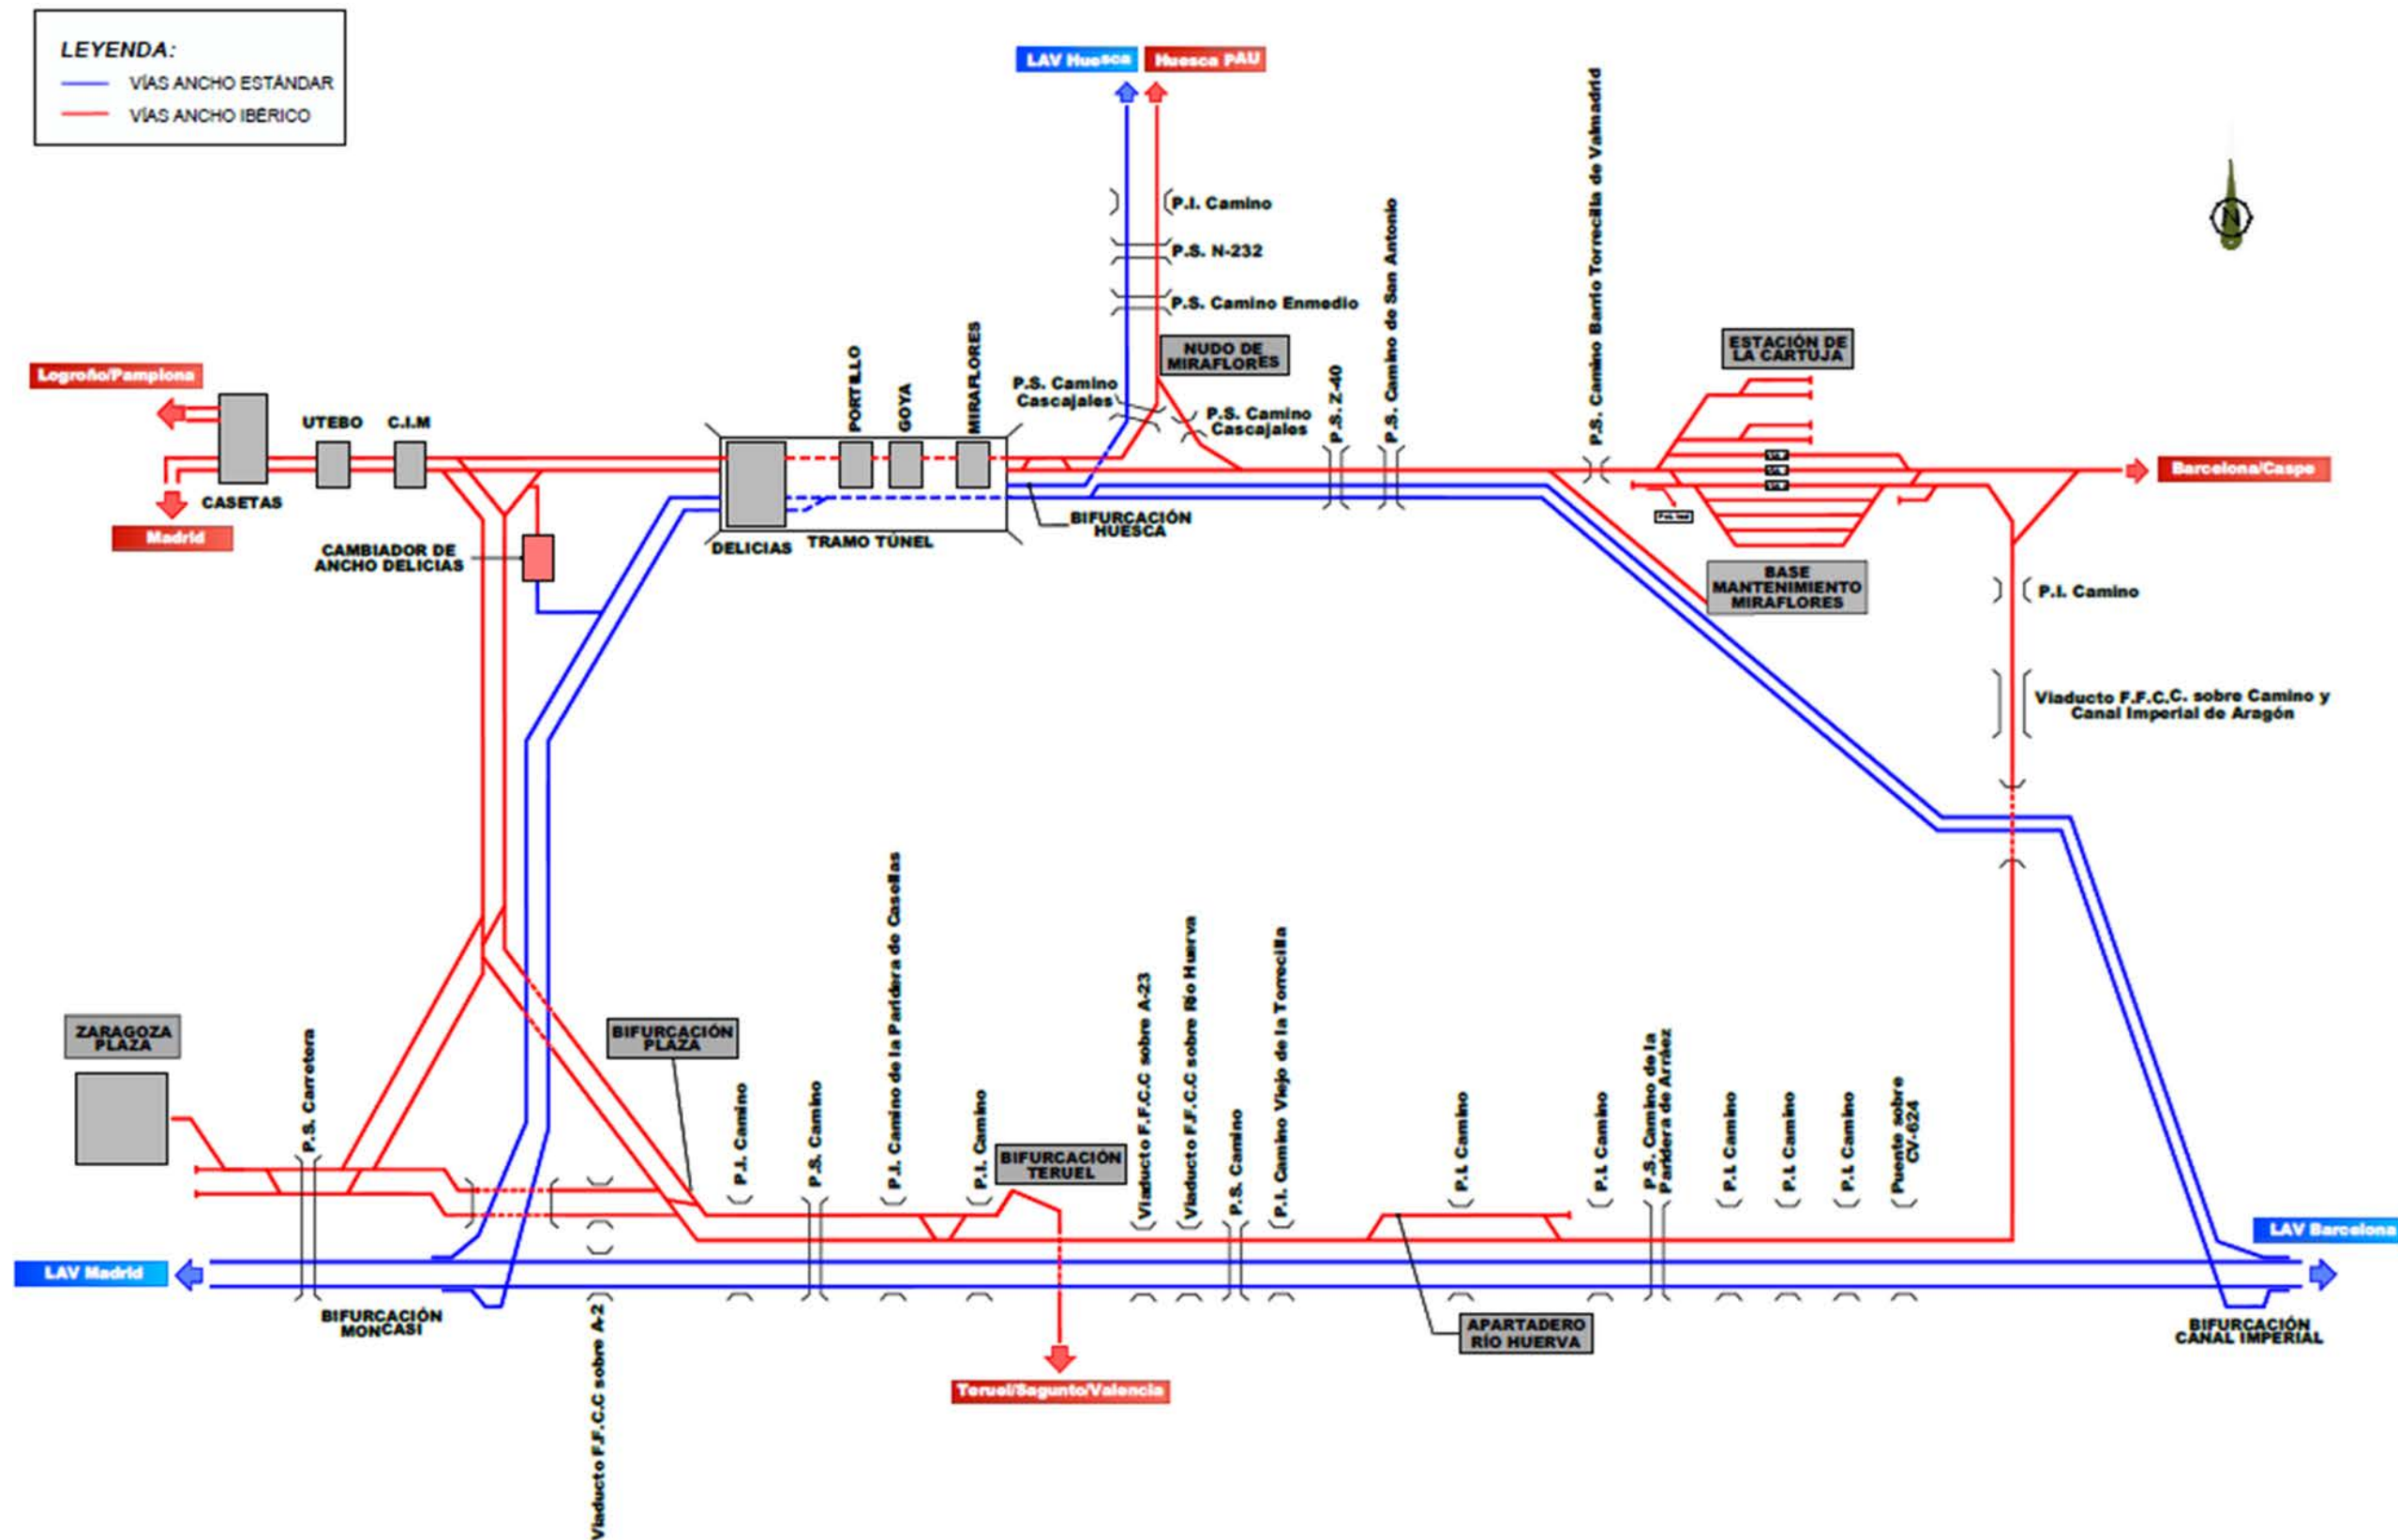 LEYENDA:
VÍAS ANCHO ESTÁNDAR
VÍAS ANCHO IBÉRICO
LAV Huesca
Huesca PAU
N
P.I. Camino
P.S. N-232
P.S. Camino Enmedio
NUDO DE
MIRAFLORES
P.S. Camino
Cascajales
P.S. Camino
Cascajales
P.S. Z-40
P.S. Camino de San Antonio
P.S. Camino Barrio Torrecilla de Valmadrid
ESTACIÓN DE
LA CARTUJA
Logroño/Pamplona
UTEBO
C.I.M
PORTILLO
GOYA
MIRAFLORES
Barcelona/Caspe
CASETAS
Madrid
CAMBIADOR DE
ANCHO DELICIAS
DELICIAS
TRAMO TÚNEL
BIFURCACIÓN
HUESCA
BASE
MANTENIMIENTO
MIRAFLORES
P.I. Camino
Viaducto F.F.C.C. sobre Camino y
Canal Imperial de Aragón
ZARAGOZA
PLAZA
P.S. Carretera
BIFURCACIÓN
PLAZA
P.I. Camino
P.S. Camino
P.I. Camino de la Paridera de Casellas
P.I. Camino
BIFURCACIÓN
TERUEL
Viaducto F.F.C.C sobre A-23
Viaducto F.F.C.C sobre Río Huerva
P.S. Camino
P.I. Camino Viejo de la Torrecilla
P.I. Camino
P.I. Camino
P.S. Camino de la
Paridera de Arráez
P.I. Camino
P.I. Camino
P.I. Camino
Puente sobre
CV-624
LAV Barcelona
LAV Madrid
BIFURCACIÓN
MONCASI
Viaducto F.F.C.C sobre A-2
APARTADERO
RÍO HUERVA
BIFURCACIÓN
CANAL IMPERIAL
Teruel/Sagunto/Valencia